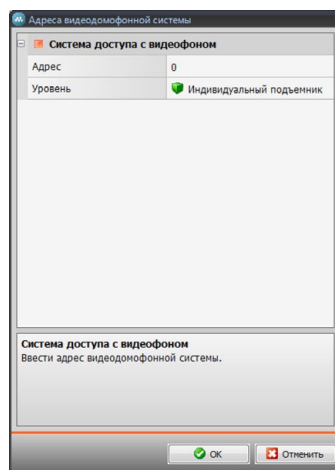 Адреса видеодомофонной системы
Система доступа с видеофоном
Адрес 0
Уровень Индивидуальный подъемник
Система доступа с видеофоном
Ввести адрес видеодомофонной системы.
OK Отменить